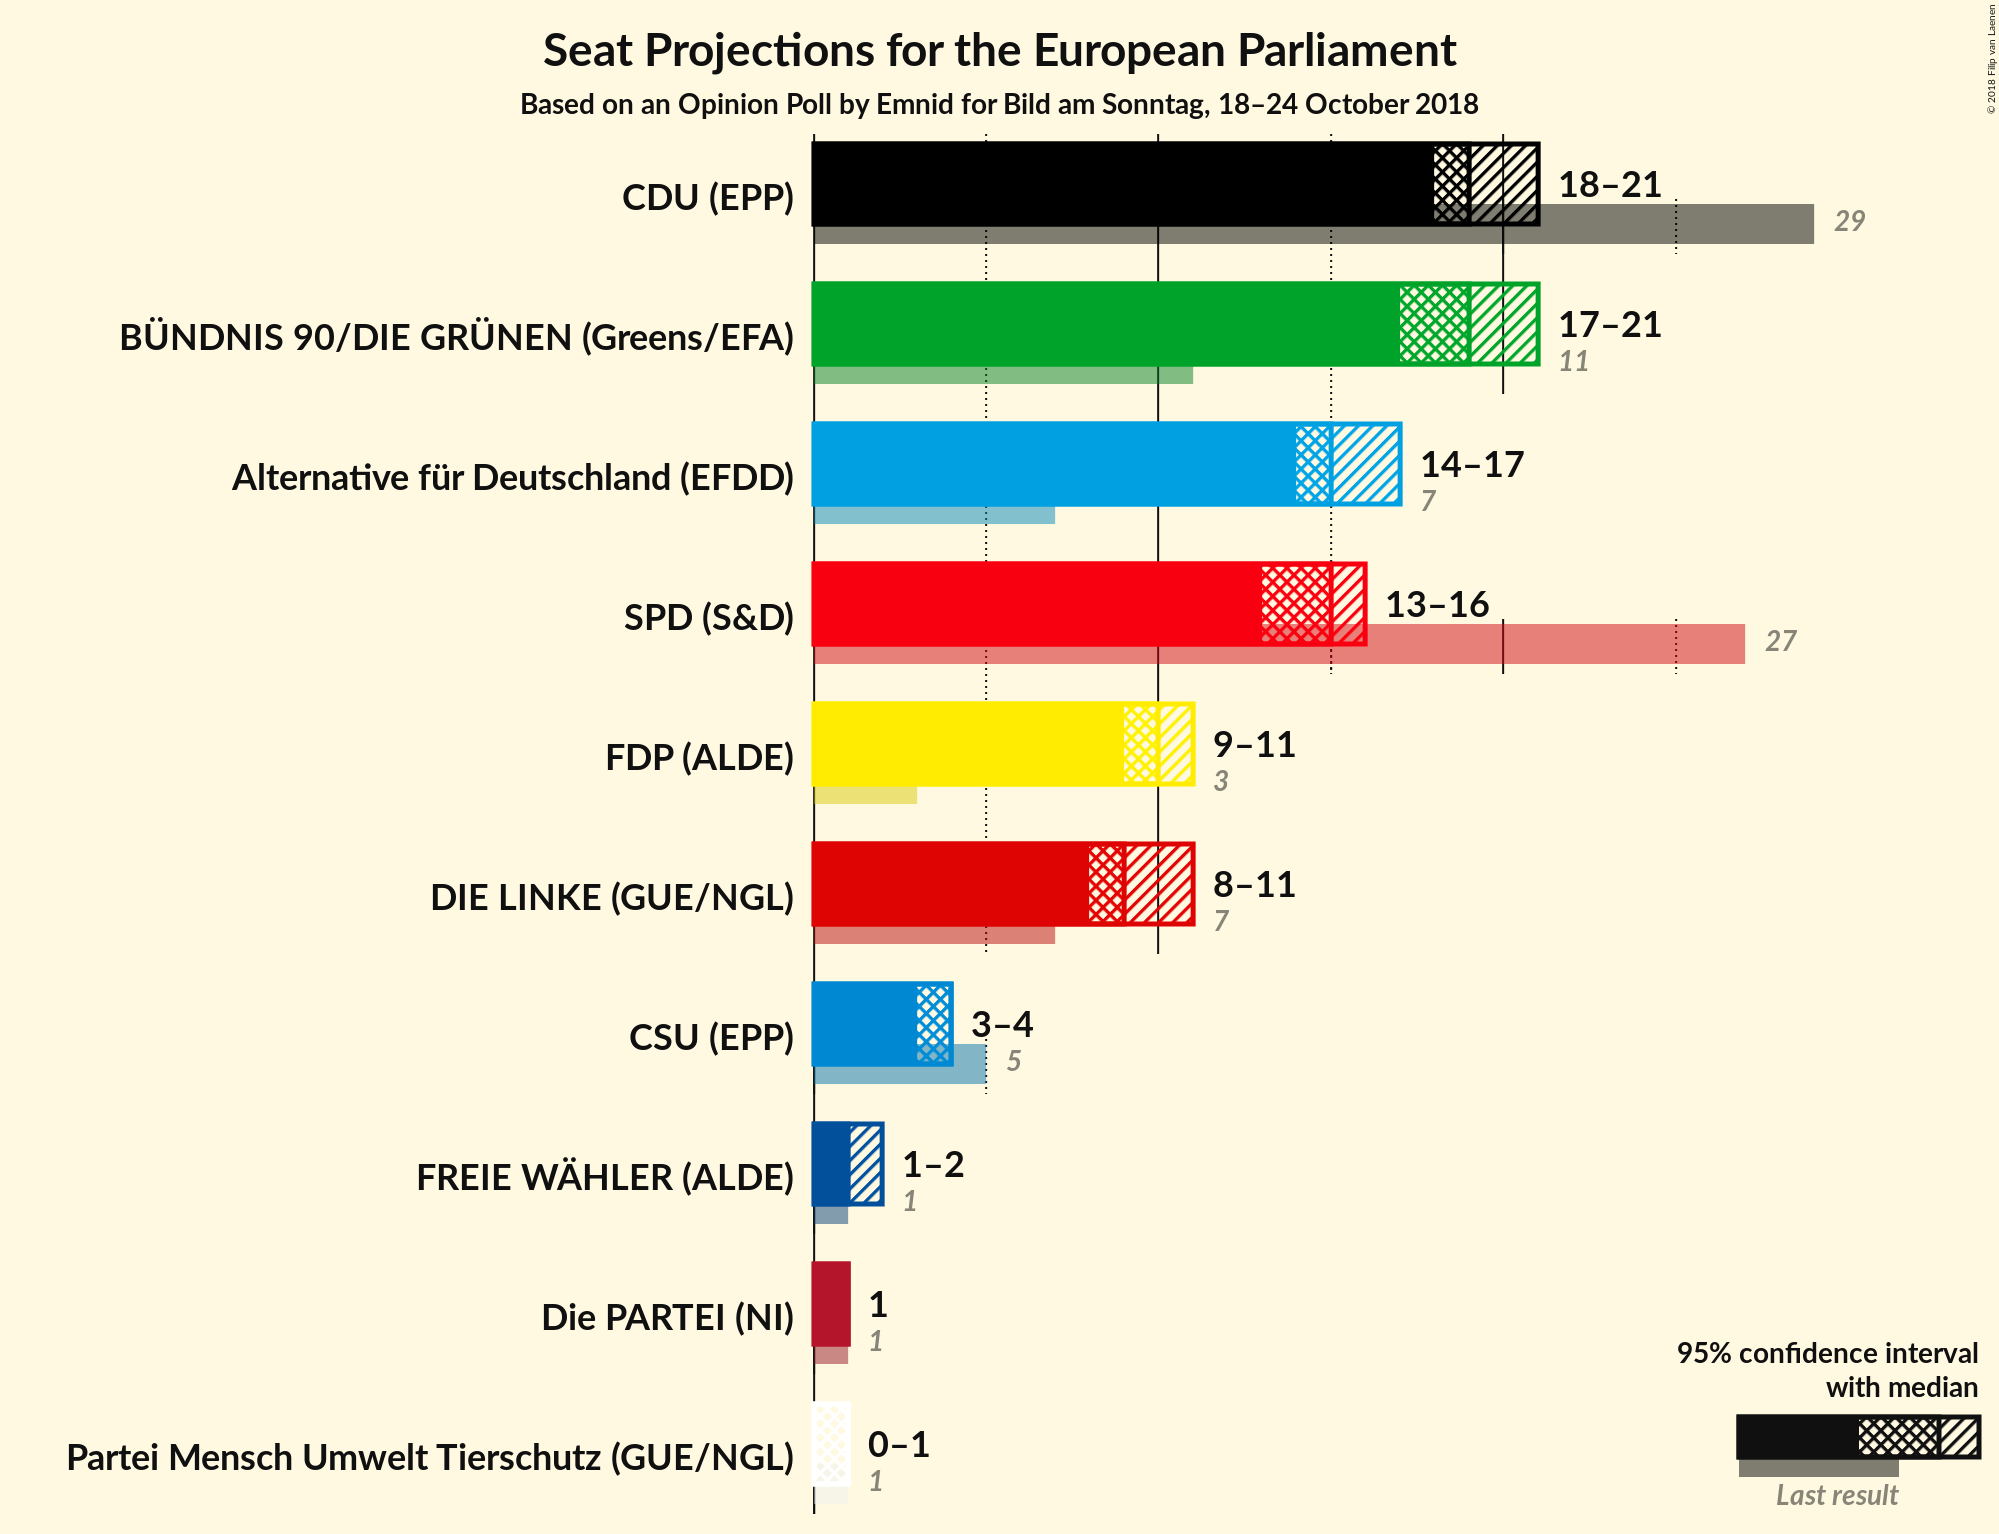 Seat Projections for the European Parliament
Based on an Opinion Poll by Emnid for Bild am Sonntag, 18–24 October 2018
© 2018 Filip van Laenen
CDU (EPP)
18–21
29
BÜNDNIS 90/DIE GRÜNEN (Greens/EFA)
17–21
11
Alternative für Deutschland (EFDD)
14–17
7
SPD (S&D)
13–16
27
FDP (ALDE)
9–11
3
DIE LINKE (GUE/NGL)
8–11
7
CSU (EPP)
3–4
5
FREIE WÄHLER (ALDE)
1–2
1
Die PARTEI (NI)
1
1
Partei Mensch Umwelt Tierschutz (GUE/NGL)
0–1
1
95% confidence interval
with median
Last result